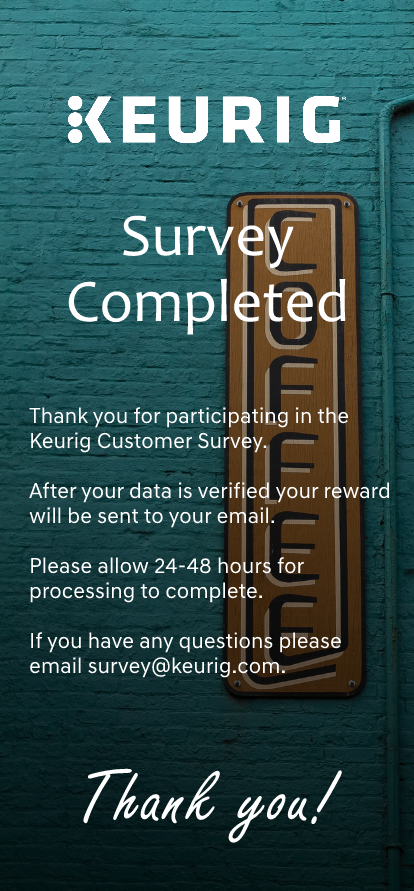 KEURIG
Survey
Completed
COFFEE
Thank you for participating in the
Keurig Customer Survey.
After your data is verified your reward
will be sent to your email.
Please allow 24-48 hours for
processing to complete.
If you have any questions please
email survey@keurig.com.
Thank you!